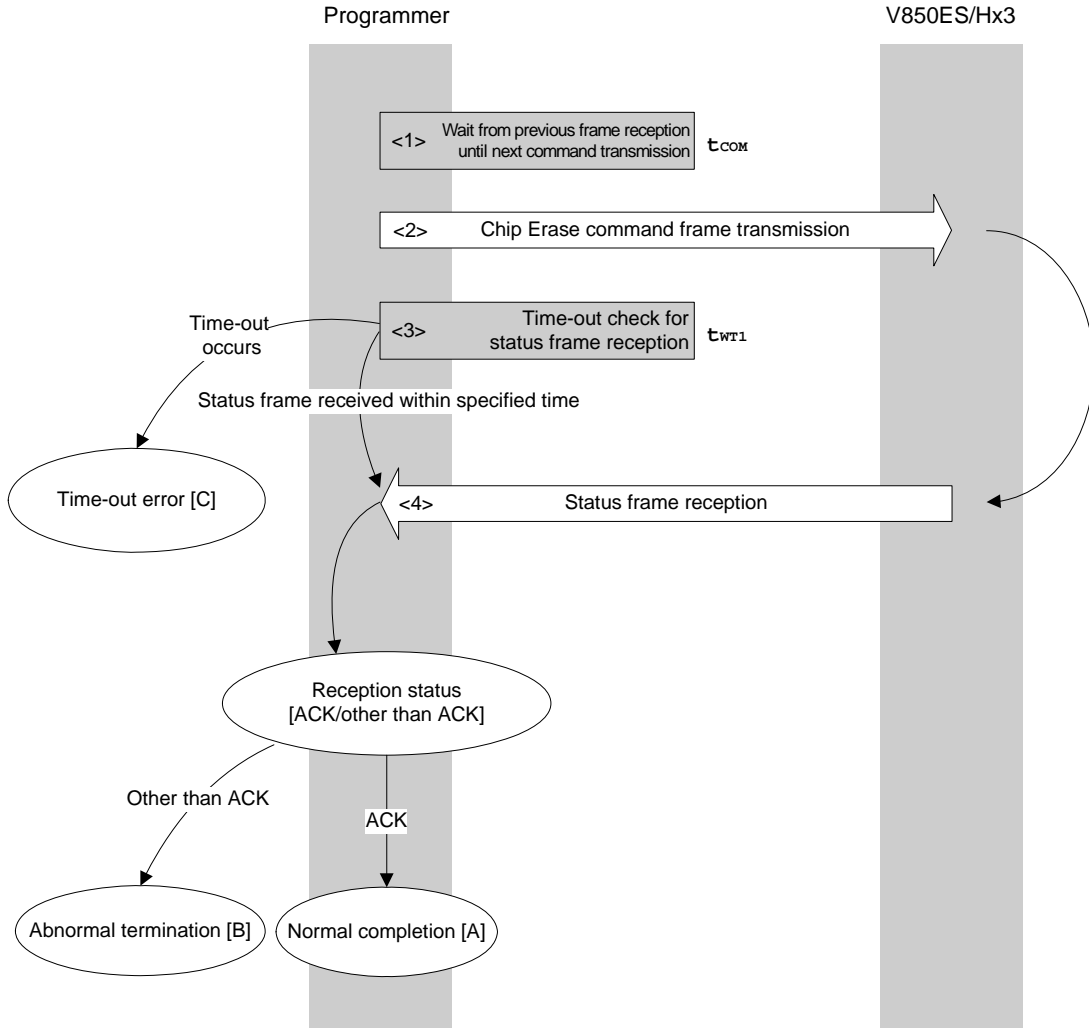 Programmer
V850ES/Hx3
<1> Wait from previous frame reception
until next command transmission
tCOM
<2> Chip Erase command frame transmission
Time-out
occurs
<3> Time-out check for
status frame reception
tWT1
Status frame received within specified time
Time-out error [C]
<4> Status frame reception
Reception status
[ACK/other than ACK]
Other than ACK
ACK
Abnormal termination [B]
Normal completion [A]